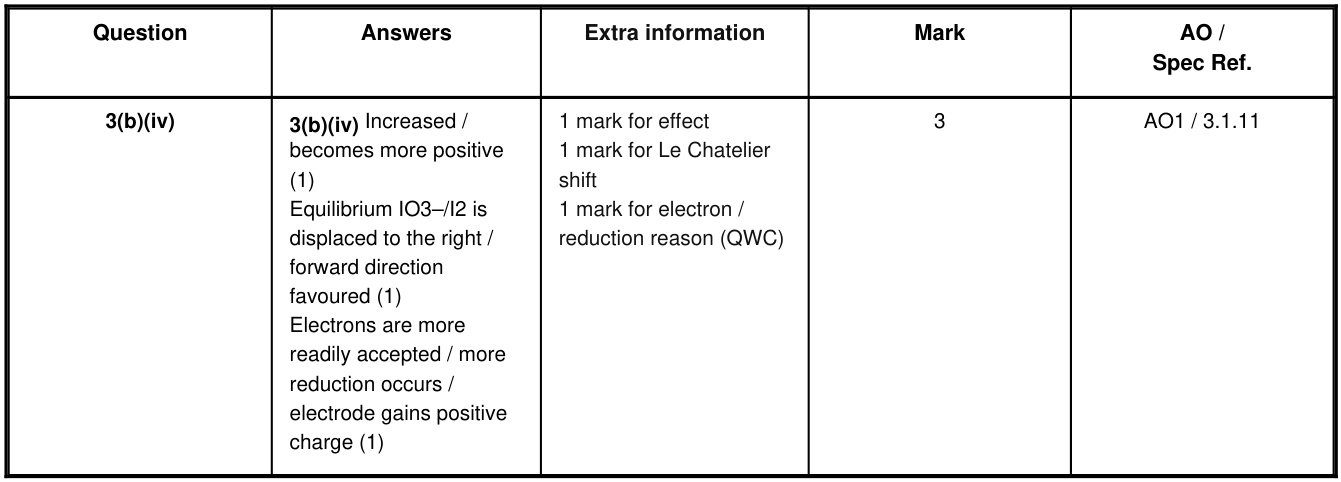 Question Answers Extra information Mark AO /
Spec Ref.
3(b)(iv)
3(b)(iv) Increased /
becomes more positive
(1)
Equilibrium IO3–/I2 is
displaced to the right /
forward direction
favoured (1)
Electrons are more
readily accepted / more
reduction occurs /
electrode gains positive
charge (1)
1 mark for effect
1 mark for Le Chatelier
shift
1 mark for electron /
reduction reason (QWC)
3
AO1 / 3.1.11